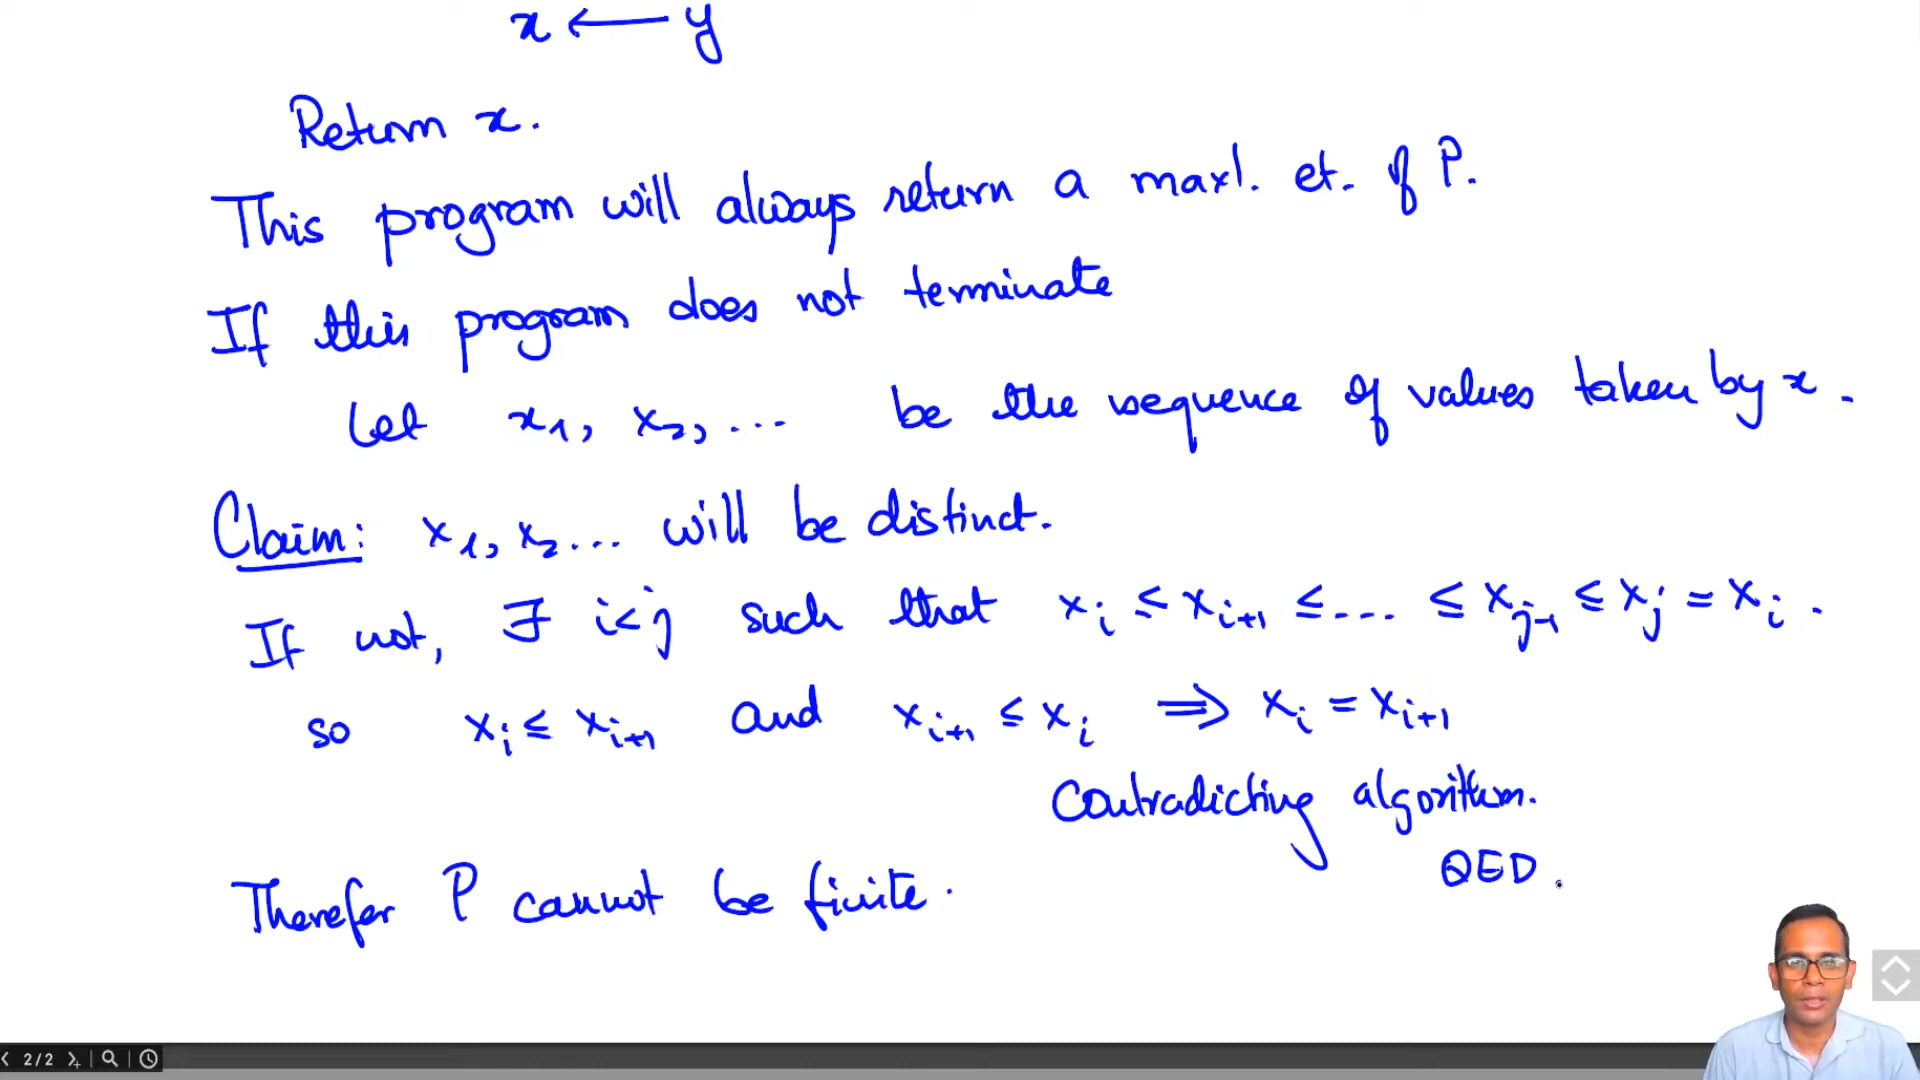 x ← y
Return x.
This program will always return a maxl. et. of P.
If this program does not terminate
Let x₁, x₂, ... be the sequence of values taken by x.
Claim: x₁, x₂ ... will be distinct.
If not, ∃ i<j such that xᵢ ≤ xᵢ₊₁ ≤ ... ≤ xⱼ₋₁ ≤ xⱼ = xᵢ.
so xᵢ ≤ xᵢ₊₁ and xᵢ₊₁ ≤ xᵢ ⟹ xᵢ = xᵢ₊₁
Contradicting algorithm.
QED.
Therefor P cannot be finite.
2/2